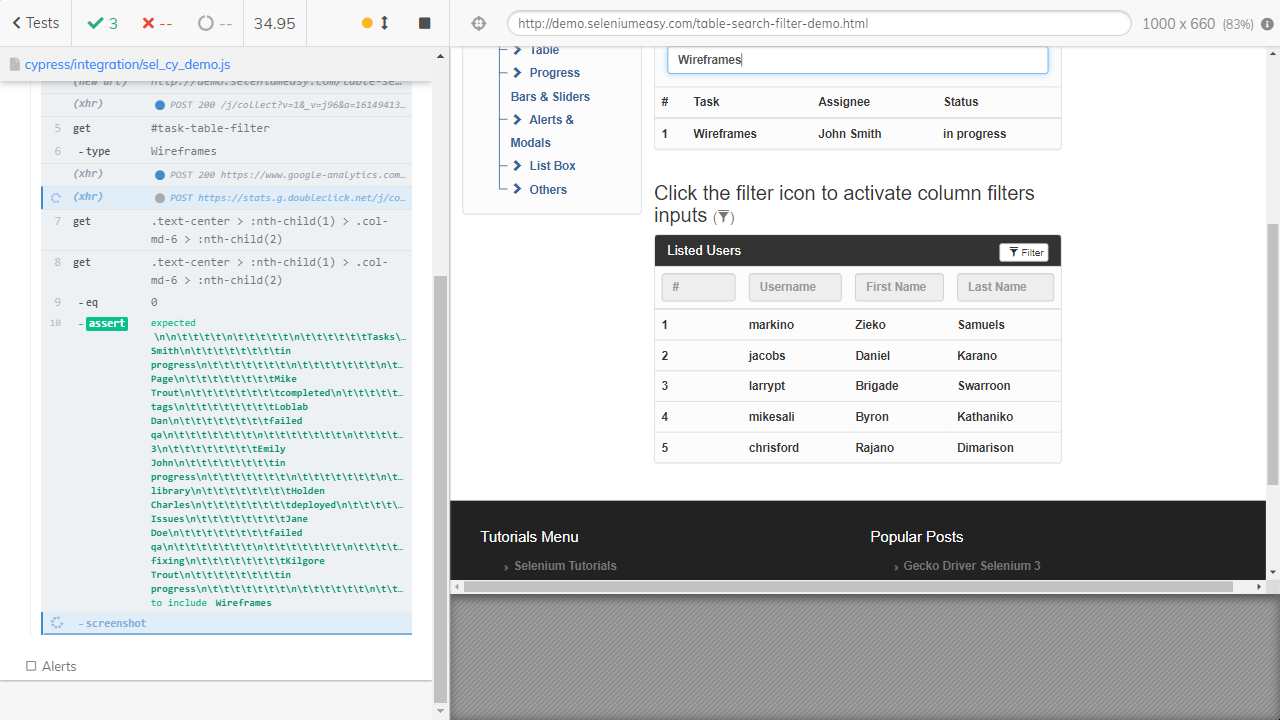 Tests
3
--
--
34.95
http://demo.seleniumeasy.com/table-search-filter-demo.html
1000 x 660 (83%)
cypress/integration/sel_cy_demo.js
(new url) http://demo.seleniumeasy.com/table-se...
(xhr) POST 200 /j/collect?v=1&_v=j96&a=16149413...
5 get #task-table-filter
6 -type Wireframes
(xhr) POST 200 https://www.google-analytics.com...
(xhr) POST https://stats.g.doubleclick.net/j/co...
7 get .text-center > :nth-child(1) > .col-
md-6 > :nth-child(2)
8 get .text-center > :nth-child(1) > .col-
md-6 > :nth-child(2)
9 -eq 0
10 -assert expected
\n\n\t\t\t\t\n\t\t\t\t\t\n\t\t\t\t\t\tTasks\...
Smith\n\t\t\t\t\t\t\tin
progress\n\t\t\t\t\t\t\n\t\t\t\t\t\t\n\t...
Page\n\t\t\t\t\t\t\tMike
Trout\n\t\t\t\t\t\t\tcompleted\n\t\t\t\t\t...
tags\n\t\t\t\t\t\t\tLoblab
Dan\n\t\t\t\t\t\t\tfailed
qa\n\t\t\t\t\t\t\n\t\t\t\t\t\t\n\t\t\t\t...
3\n\t\t\t\t\t\t\tEmily
John\n\t\t\t\t\t\t\tin
progress\n\t\t\t\t\t\t\n\t\t\t\t\t\t\n\t...
library\n\t\t\t\t\t\t\tHolden
Charles\n\t\t\t\t\t\t\tdeployed\n\t\t\t\t\...
Issues\n\t\t\t\t\t\t\tJane
Doe\n\t\t\t\t\t\t\tfailed
qa\n\t\t\t\t\t\t\n\t\t\t\t\t\t\n\t\t\t\t...
fixing\n\t\t\t\t\t\t\tKilgore
Trout\n\t\t\t\t\t\t\tin
progress\n\t\t\t\t\t\t\n\t\t\t\t\t\t\n\t...
to include Wireframes
-screenshot
Alerts
Table
Progress
Bars & Sliders
Alerts &
Modals
List Box
Others
Wireframes
# Task Assignee Status
1 Wireframes John Smith in progress
Click the filter icon to activate column filters
inputs ( )
Listed Users Filter
# Username First Name Last Name
1 markino Zieko Samuels
2 jacobs Daniel Karano
3 larrypt Brigade Swarroon
4 mikesali Byron Kathaniko
5 chrisford Rajano Dimarison
Tutorials Menu
› Selenium Tutorials
Popular Posts
› Gecko Driver Selenium 3